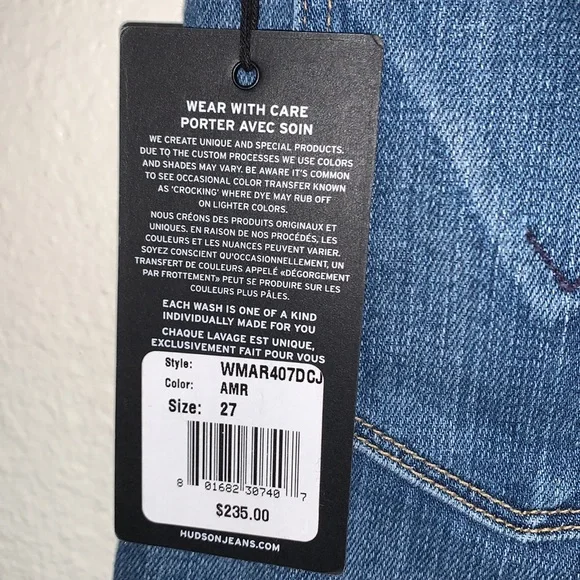 WEAR WITH CARE
PORTER AVEC SOIN
WE CREATE UNIQUE AND SPECIAL PRODUCTS.
DUE TO THE CUSTOM PROCESSES WE USE COLORS
AND SHADES MAY VARY. BE AWARE IT'S COMMON
TO SEE OCCASIONAL COLOR TRANSFER KNOWN
AS 'CROCKING' WHERE DYE MAY RUB OFF
ON LIGHTER COLORS.
NOUS CRÉONS DES PRODUITS ORIGINAUX ET
UNIQUES. EN RAISON DE NOS PROCÉDÉS, LES
COULEURS ET LES NUANCES PEUVENT VARIER.
SOYEZ CONSCIENT QU'OCCASIONNELLEMENT, UN
TRANSFERT DE COULEURS APPELÉ «DÉGORGEMENT
PAR FROTTEMENT» PEUT SE PRODUIRE SUR LES
COULEURS PLUS PÂLES.
EACH WASH IS ONE OF A KIND
INDIVIDUALLY MADE FOR YOU
CHAQUE LAVAGE EST UNIQUE,
EXCLUSIVEMENT FAIT POUR VOUS
Style: WMAR407DCJ
Color: AMR
Size: 27
8 01682 30740 7
$235.00
HUDSONJEANS.COM